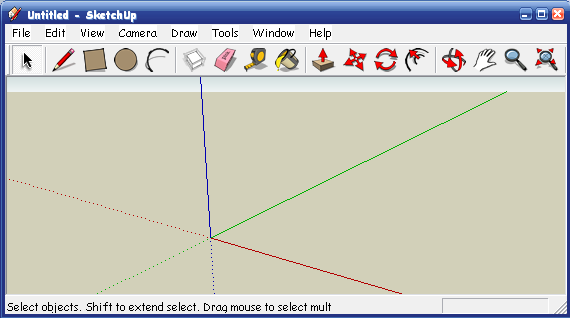 Untitled - SketchUp
File Edit View Camera Draw Tools Window Help
Select objects. Shift to extend select. Drag mouse to select mult